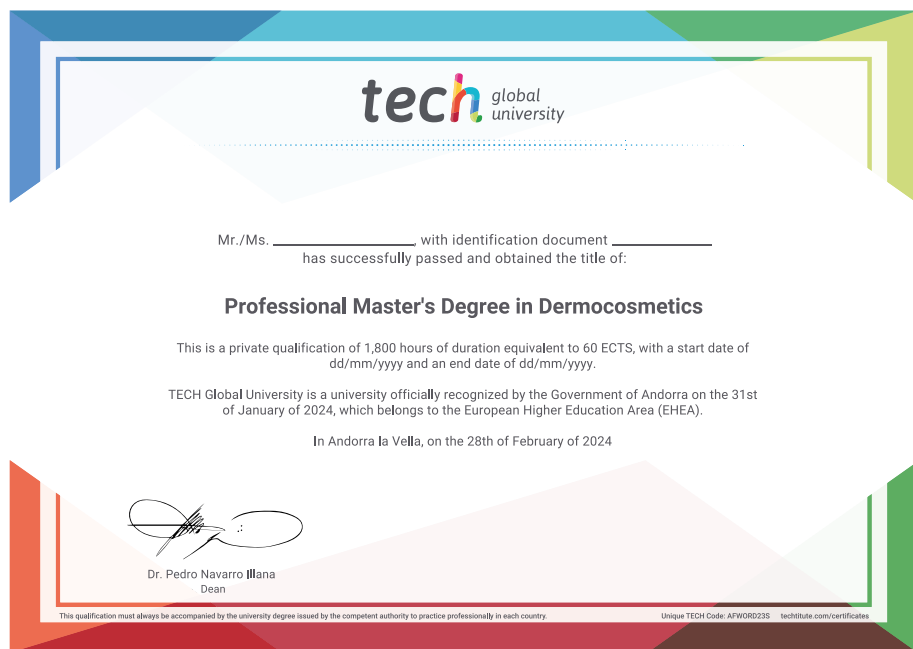 tech global
university
Mr./Ms. ____________, with identification document ____________
has successfully passed and obtained the title of:
Professional Master's Degree in Dermocosmetics
This is a private qualification of 1,800 hours of duration equivalent to 60 ECTS, with a start date of
dd/mm/yyyy and an end date of dd/mm/yyyy.
TECH Global University is a university officially recognized by the Government of Andorra on the 31st
of January of 2024, which belongs to the European Higher Education Area (EHEA).
In Andorra la Vella, on the 28th of February of 2024
Dr. Pedro Navarro Illana
Dean
This qualification must always be accompanied by the university degree issued by the competent authority to practice professionally in each country.
Unique TECH Code: AFWORD23S techtitute.com/certificates